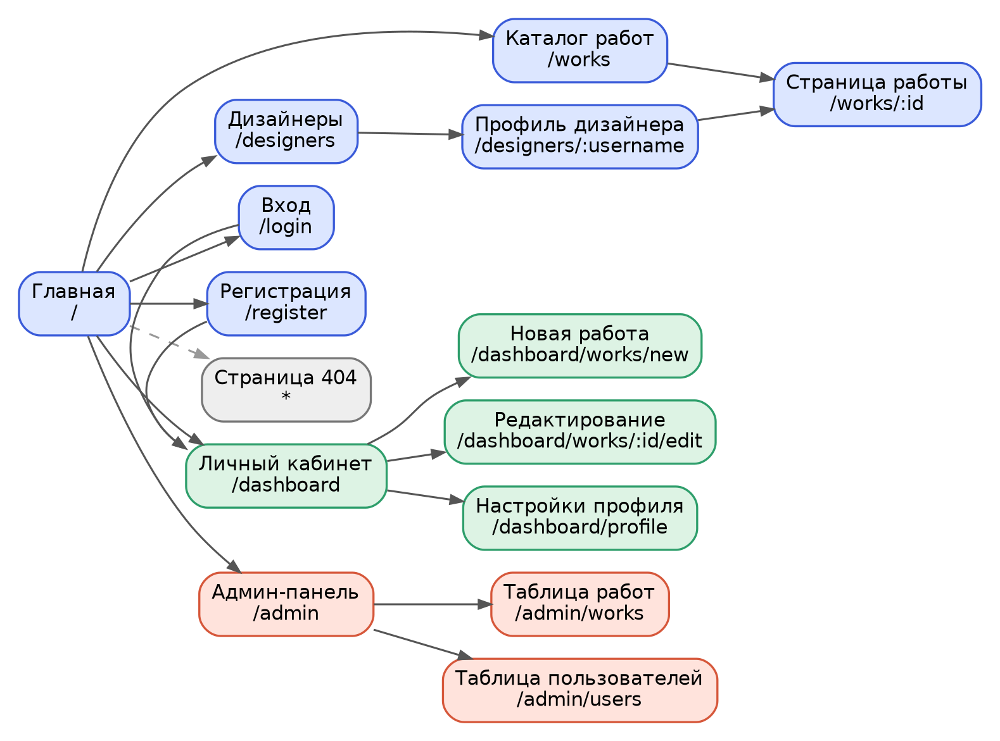 Каталог работ
/works
Страница работы
/works/:id
Дизайнеры
/designers
Профиль дизайнера
/designers/:username
Вход
/login
Главная
/
Регистрация
/register
Новая работа
/dashboard/works/new
Страница 404
*
Редактирование
/dashboard/works/:id/edit
Личный кабинет
/dashboard
Настройки профиля
/dashboard/profile
Админ-панель
/admin
Таблица работ
/admin/works
Таблица пользователей
/admin/users